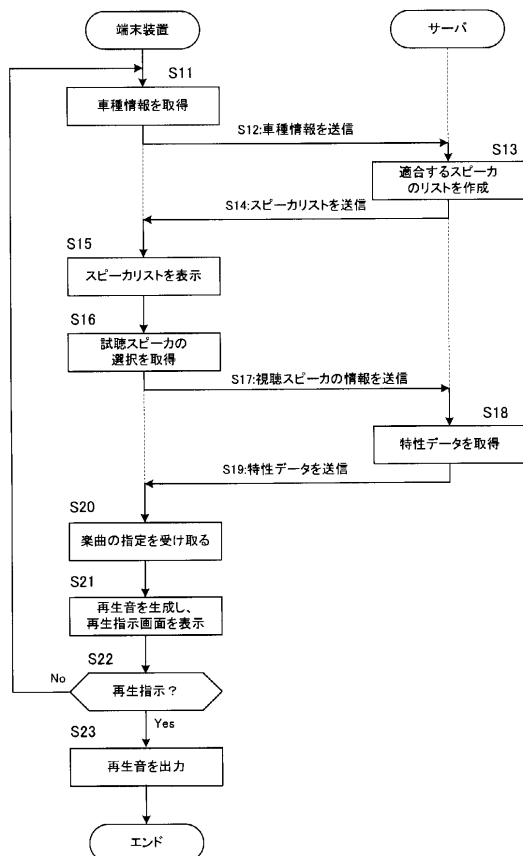 端末装置
サーバ
S11
車種情報を取得
S12:車種情報を送信
S13
適合するスピーカ
のリストを作成
S14:スピーカリストを送信
S15
スピーカリストを表示
S16
試聴スピーカの
選択を取得
S17:視聴スピーカの情報を送信
S18
特性データを取得
S19:特性データを送信
S20
楽曲の指定を受け取る
S21
再生音を生成し、
再生指示画面を表示
S22
No
再生指示？
Yes
S23
再生音を出力
エンド